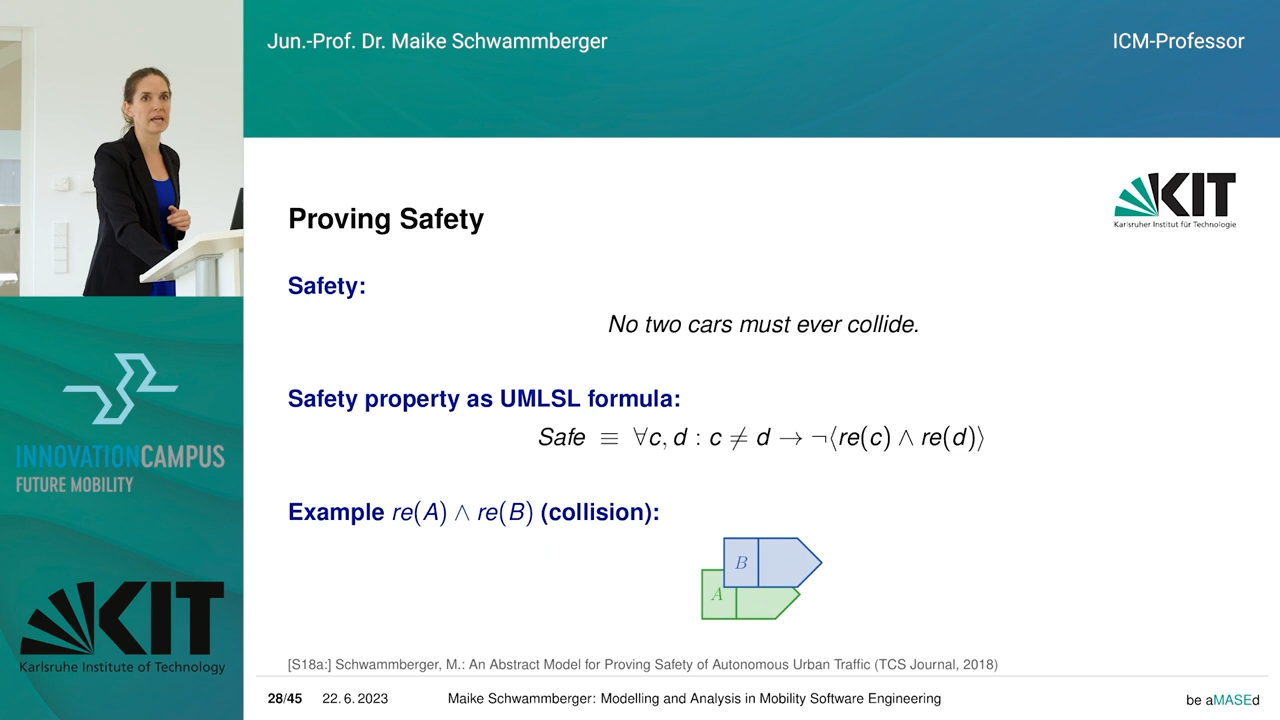 Jun.-Prof. Dr. Maike Schwammberger
ICM-Professor
KIT
Karlsruher Institut für Technologie
Proving Safety
Safety:
No two cars must ever collide.
Safety property as UMLSL formula:
Safe ≡ ∀c, d : c ≠ d → ¬⟨re(c) ∧ re(d)⟩
Example re(A) ∧ re(B) (collision):
B
A
INNOVATIONCAMPUS
FUTURE MOBILITY
KIT
Karlsruhe Institute of Technology
[S18a:] Schwammberger, M.: An Abstract Model for Proving Safety of Autonomous Urban Traffic (TCS Journal, 2018)
28/45 22. 6. 2023 Maike Schwammberger: Modelling and Analysis in Mobility Software Engineering be aMASEd